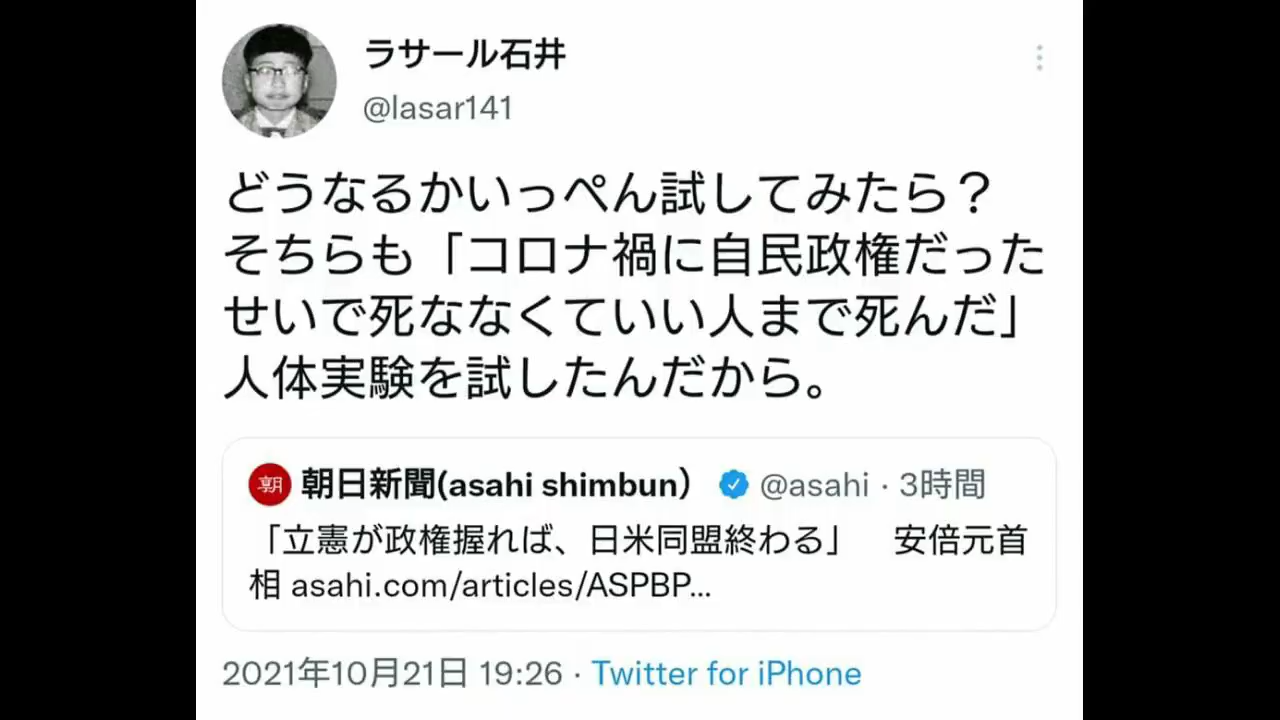 ラサール石井
@lasar141
どうなるかいっぺん試してみたら？
そちらも「コロナ禍に自民政権だった
せいで死ななくていい人まで死んだ」
人体実験を試したんだから。
朝 朝日新聞(asahi shimbun） @asahi · 3時間
「立憲が政権握れば、日米同盟終わる」　安倍元首
相 asahi.com/articles/ASPBP...
2021年10月21日 19:26 · Twitter for iPhone